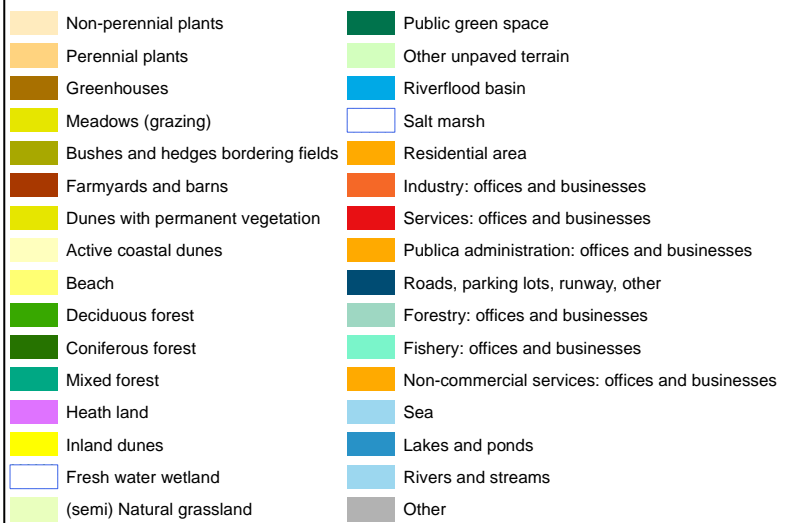 Non-perennial plants
Perennial plants
Greenhouses
Meadows (grazing)
Bushes and hedges bordering fields
Farmyards and barns
Dunes with permanent vegetation
Active coastal dunes
Beach
Deciduous forest
Coniferous forest
Mixed forest
Heath land
Inland dunes
Fresh water wetland
(semi) Natural grassland
Public green space
Other unpaved terrain
Riverflood basin
Salt marsh
Residential area
Industry: offices and businesses
Services: offices and businesses
Publica administration: offices and businesses
Roads, parking lots, runway, other
Forestry: offices and businesses
Fishery: offices and businesses
Non-commercial services: offices and businesses
Sea
Lakes and ponds
Rivers and streams
Other